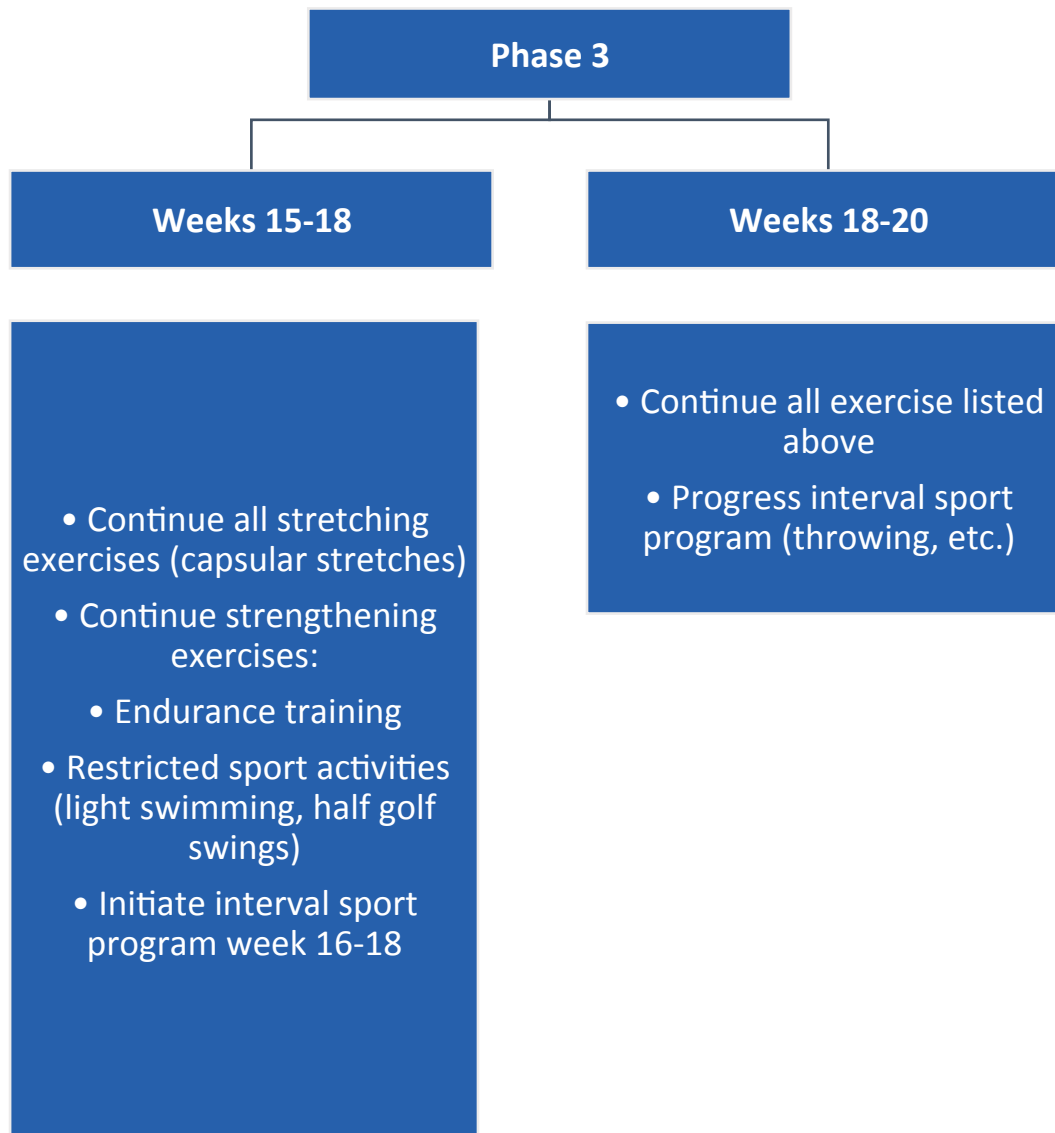 Phase 3
Weeks 15-18
• Continue all stretching
exercises (capsular stretches)
• Continue strengthening
exercises:
• Endurance training
• Restricted sport activities
(light swimming, half golf
swings)
• Initiate interval sport
program week 16-18
Weeks 18-20
• Continue all exercise listed
above
• Progress interval sport
program (throwing, etc.)